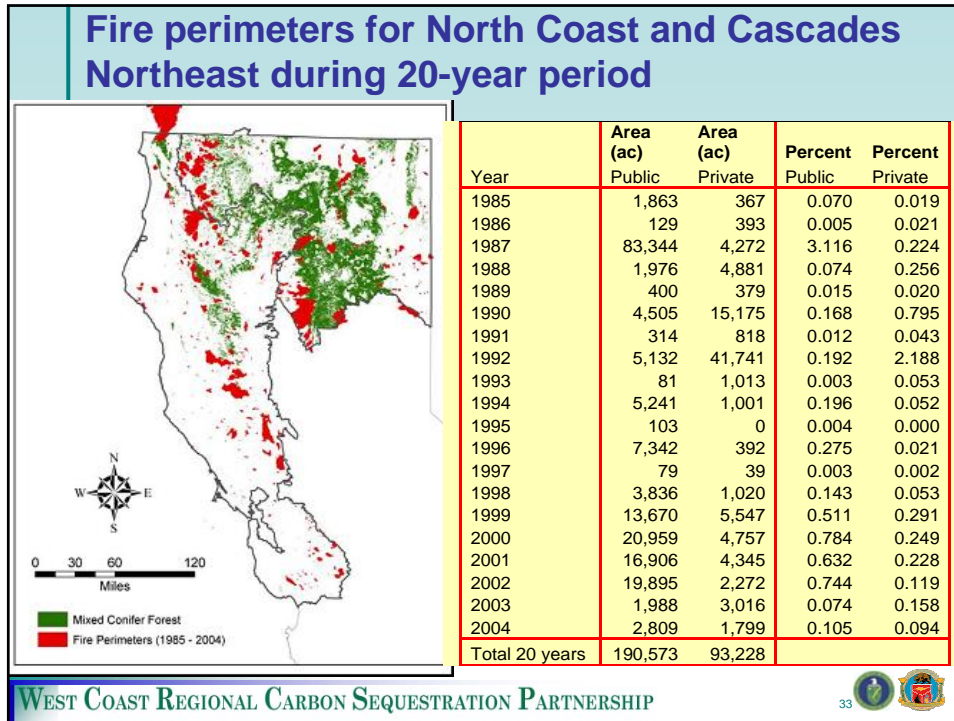 Fire perimeters for North Coast and Cascades
Northeast during 20-year period
N
W E
S
0 30 60 120
Miles
Mixed Conifer Forest
Fire Perimeters (1985 - 2004)
Area Area
(ac) (ac) Percent Percent
Year Public Private Public Private
1985 1,863 367 0.070 0.019
1986 129 393 0.005 0.021
1987 83,344 4,272 3.116 0.224
1988 1,976 4,881 0.074 0.256
1989 400 379 0.015 0.020
1990 4,505 15,175 0.168 0.795
1991 314 818 0.012 0.043
1992 5,132 41,741 0.192 2.188
1993 81 1,013 0.003 0.053
1994 5,241 1,001 0.196 0.052
1995 103 0 0.004 0.000
1996 7,342 392 0.275 0.021
1997 79 39 0.003 0.002
1998 3,836 1,020 0.143 0.053
1999 13,670 5,547 0.511 0.291
2000 20,959 4,757 0.784 0.249
2001 16,906 4,345 0.632 0.228
2002 19,895 2,272 0.744 0.119
2003 1,988 3,016 0.074 0.158
2004 2,809 1,799 0.105 0.094
Total 20 years 190,573 93,228
WEST COAST REGIONAL CARBON SEQUESTRATION PARTNERSHIP
33